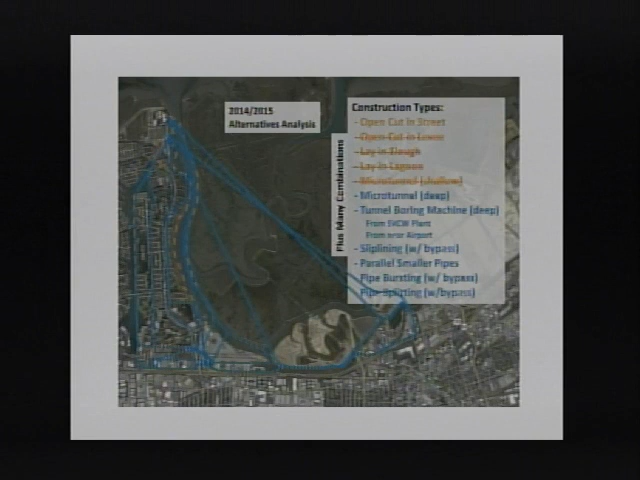 2014/2015
Alternatives Analysis
Construction Types:
- Open Cut in Street
- Open Cut in Levee
- Lay in Slough
- Lay in Lagoon
- Microtunnel (shallow)
- Microtunnel (deep)
- Tunnel Boring Machine (deep)
From SVCW Plant
From near Airport
- Sliplining (w/ bypass)
- Parallel Smaller Pipes
- Pipe Bursting (w/ bypass)
- Pipe Splitting (w/bypass)
Plus Many Combinations